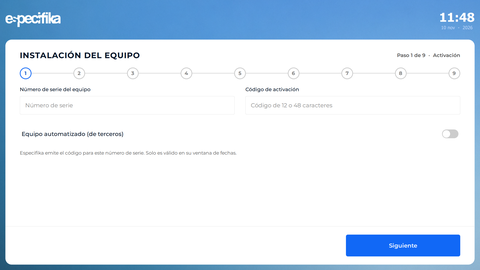 e-specifika
11:48
INSTALACIÓN DEL EQUIPO
Paso 1 de 9 - Activación
1 2 3 4 5 6 7 8 9
Número de serie del equipo
Código de activación
Número de serie
Código de 12 o 48 caracteres
Equipo automatizado (de terceros)
Especifika emite el código para este número de serie. Solo es válido en su ventana de fechas.
Siguiente